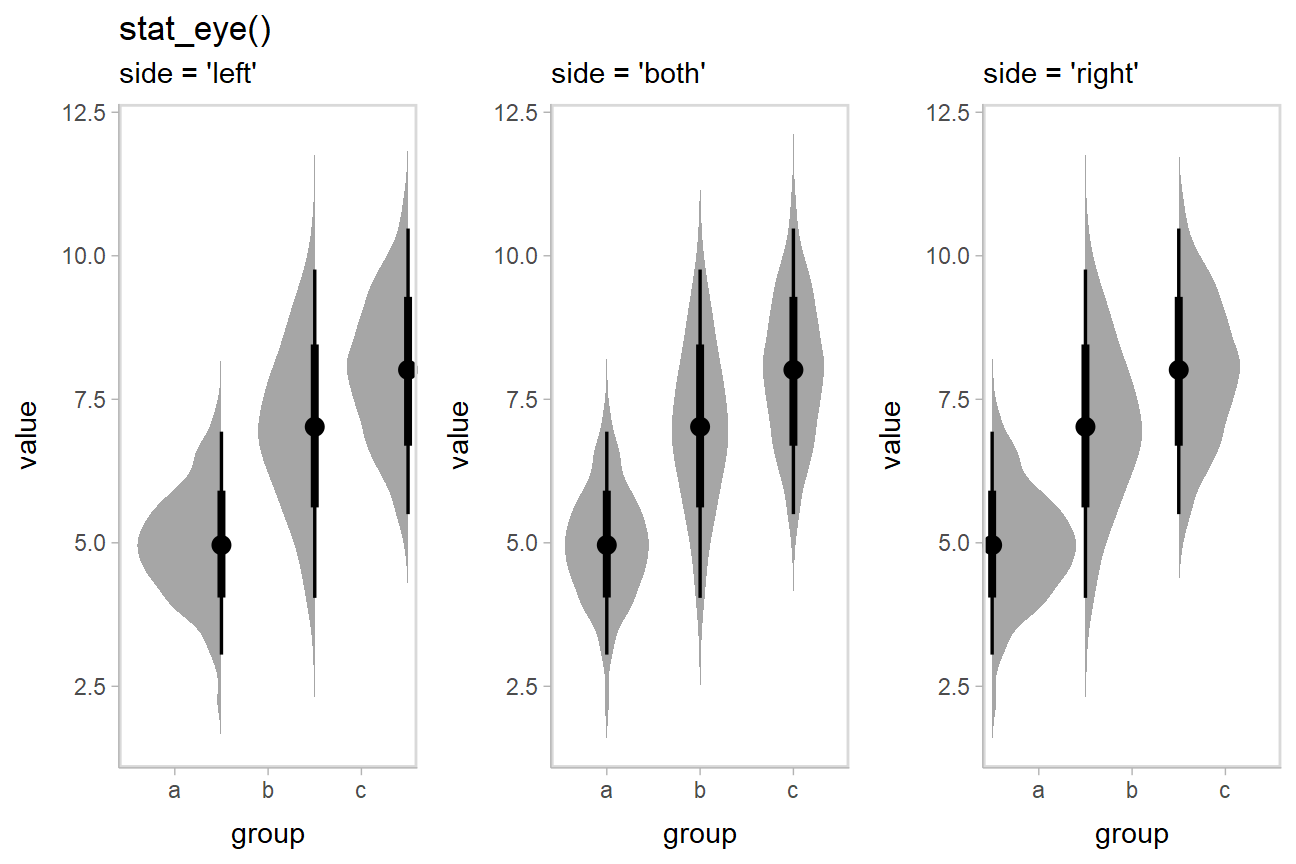 stat_eye()
side = 'left'
12.5
10.0
7.5
5.0
2.5
value
a b c
group
side = 'both'
12.5
10.0
7.5
5.0
2.5
value
a b c
group
side = 'right'
12.5
10.0
7.5
5.0
2.5
value
a b c
group